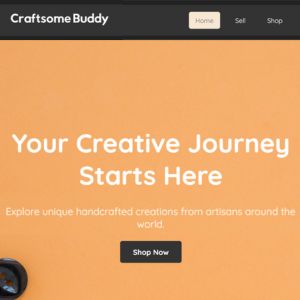 Craftsome Buddy
Home Sell Shop
Your Creative Journey
Starts Here
Explore unique handcrafted creations from artisans around the
world.
Shop Now